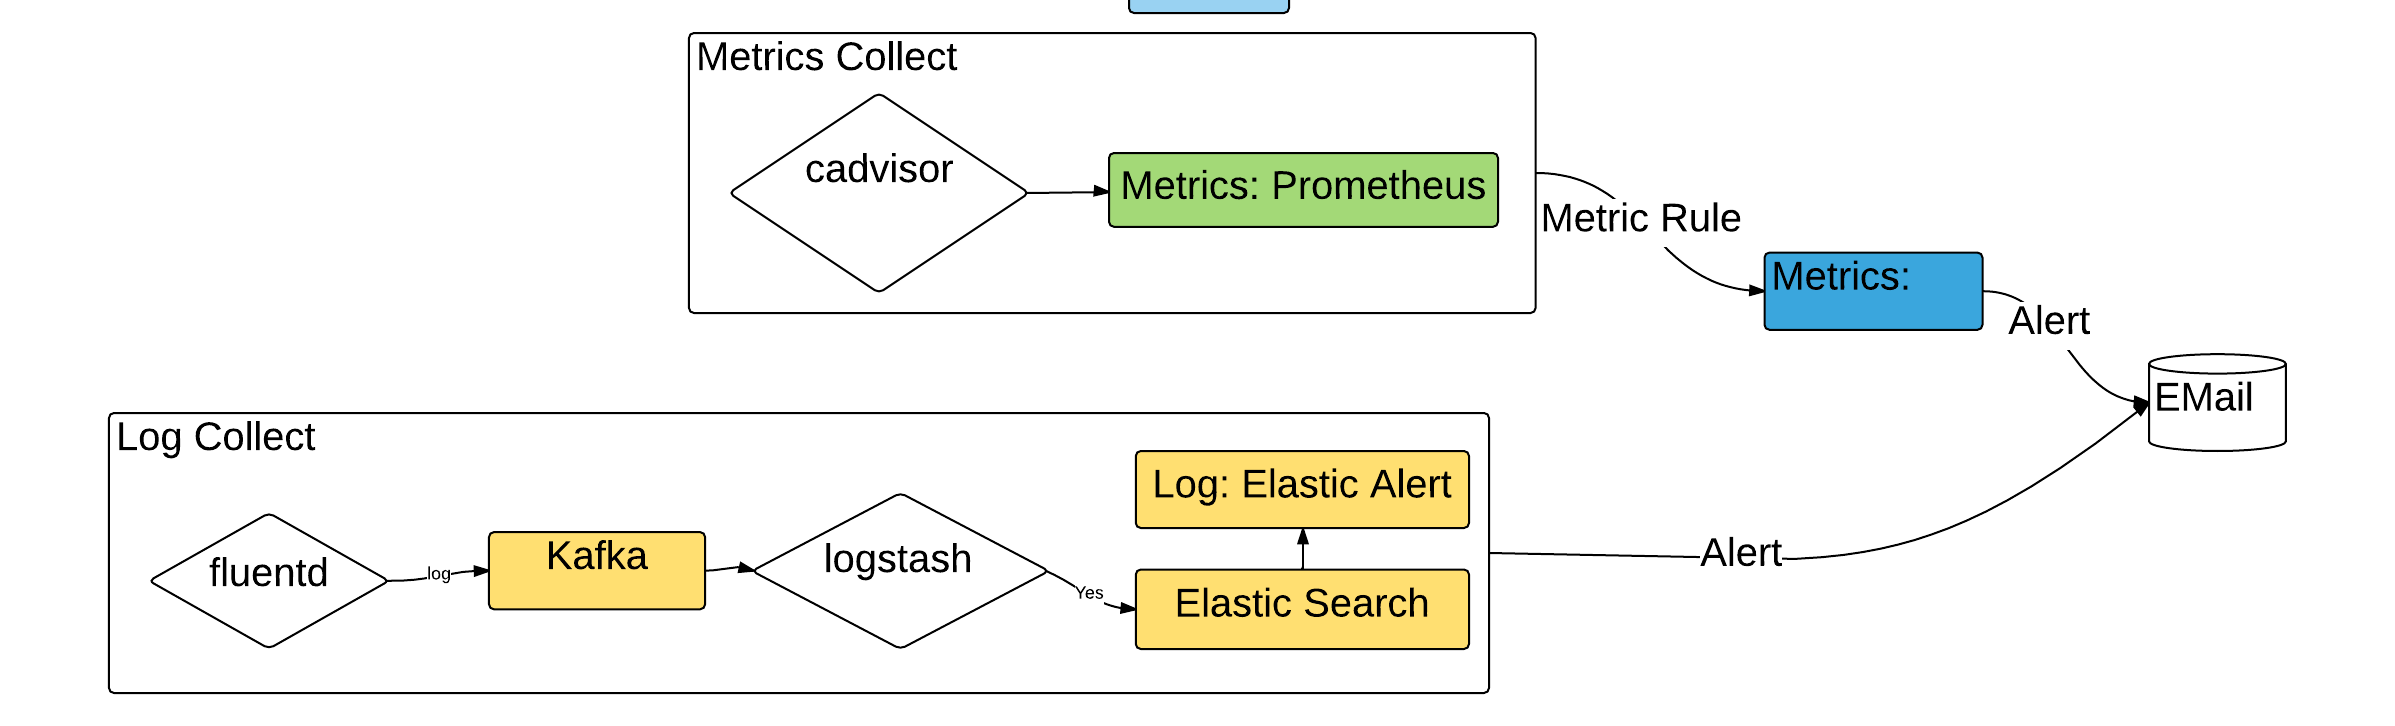 Metrics Collect
cadvisor
Metrics: Prometheus
Metric Rule
Metrics:
Alert
EMail
Log Collect
Log: Elastic Alert
fluentd
log
Kafka
logstash
Yes
Elastic Search
Alert